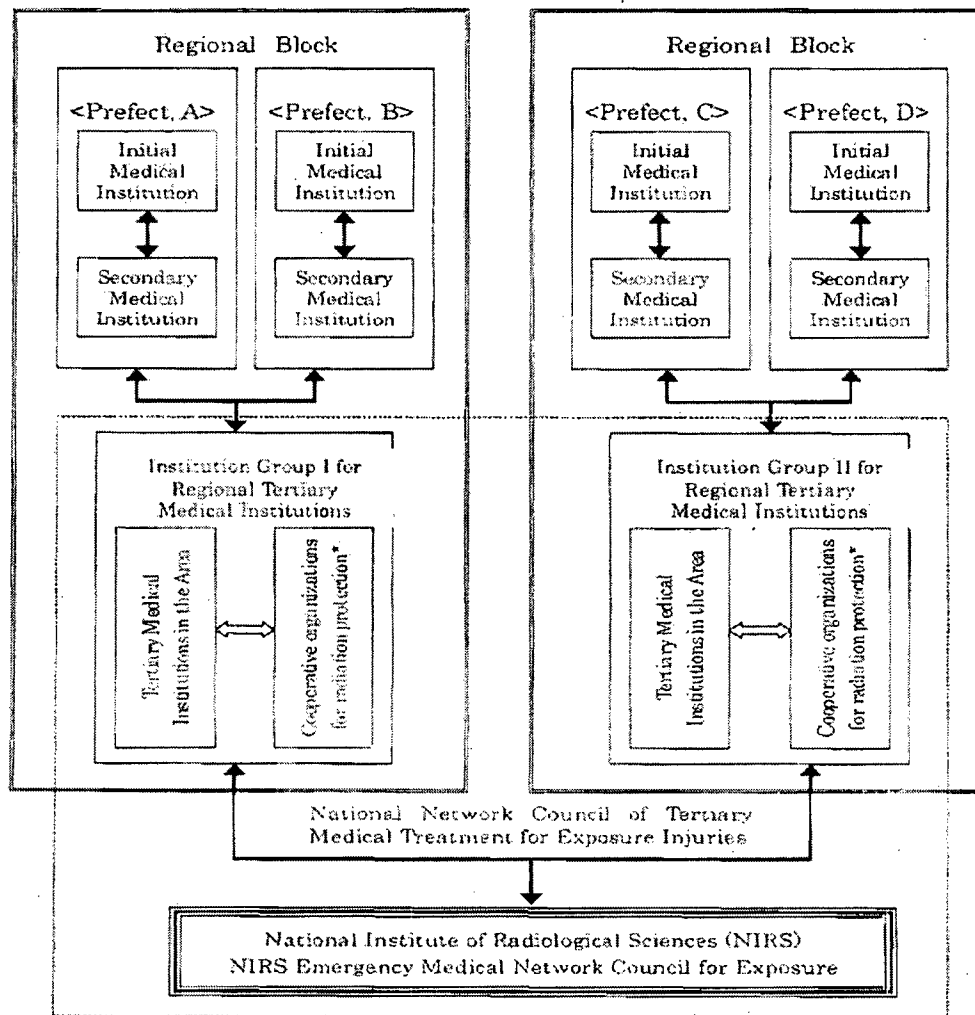 Regional Block
<Prefect, A>
Initial
Medical
Institution
Secondary
Medical
Institution
<Prefect, B>
Initial
Medical
Institution
Secondary
Medical
Institution
Institution Group I for
Regional Tertiary
Medical Institutions
Tertiary Medical
Institutions in the Area
Cooperative organizations
for radiation protection*
Regional Block
<Prefect, C>
Initial
Medical
Institution
Secondary
Medical
Institution
<Prefect, D>
Initial
Medical
Institution
Secondary
Medical
Institution
Institution Group II for
Regional Tertiary
Medical Institutions
Tertiary Medical
Institutions in the Area
Cooperative organizations
for radiation protection*
National Network Council of Tertiary
Medical Treatment for Exposure Injuries
National Institute of Radiological Sciences (NIRS)
NIRS Emergency Medical Network Council for Exposure